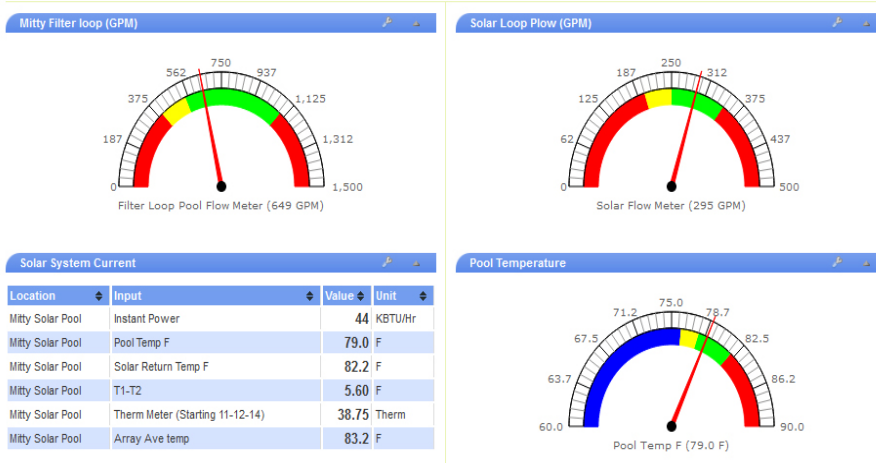 Mitty Filter loop (GPM)
0
187
375
562
750
937
1,125
1,312
1,500
Filter Loop Pool Flow Meter (649 GPM)
Solar Loop Plow (GPM)
0
62
125
187
250
312
375
437
500
Solar Flow Meter (295 GPM)
Solar System Current
Location Input Value Unit
Mitty Solar Pool Instant Power 44 KBTU/Hr
Mitty Solar Pool Pool Temp F 79.0 F
Mitty Solar Pool Solar Return Temp F 82.2 F
Mitty Solar Pool T1-T2 5.60 F
Mitty Solar Pool Therm Meter (Starting 11-12-14) 38.75 Therm
Mitty Solar Pool Array Ave temp 83.2 F
Pool Temperature
60.0
63.7
67.5
71.2
75.0
78.7
82.5
86.2
90.0
Pool Temp F (79.0 F)